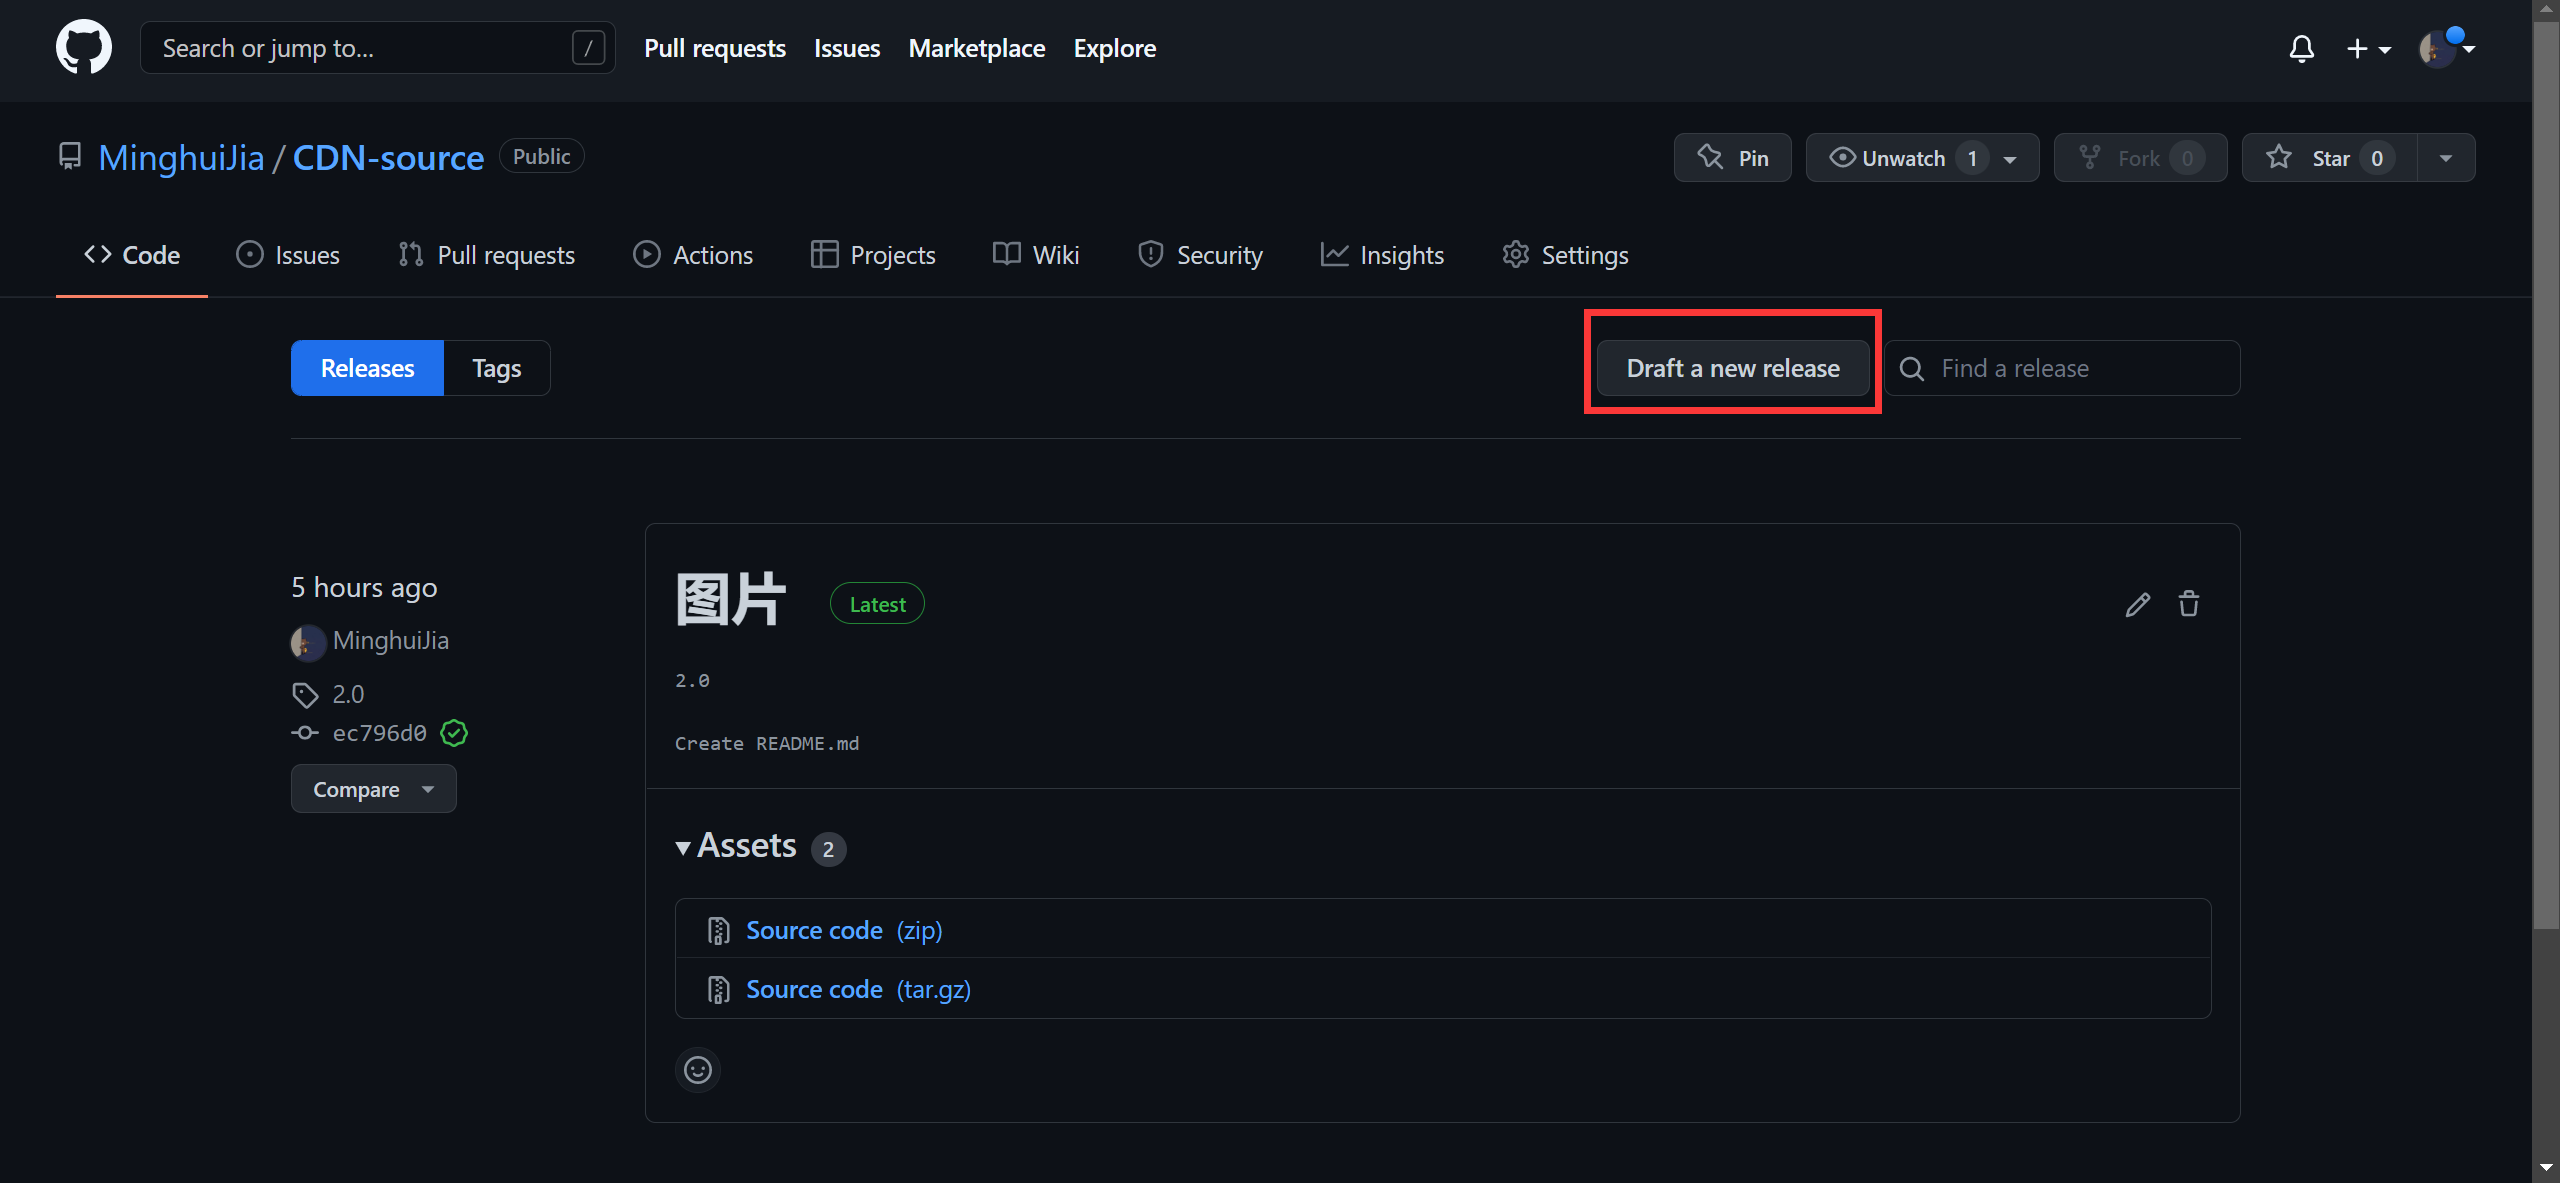 Search or jump to... / Pull requests Issues Marketplace Explore
MinghuiJia / CDN-source Public Pin Unwatch 1 Fork 0 Star 0
Code Issues Pull requests Actions Projects Wiki Security Insights Settings
Releases Tags Draft a new release Find a release
5 hours ago
MinghuiJia
2.0
ec796d0
Compare
图片 Latest
2.0
Create README.md
Assets 2
Source code (zip)
Source code (tar.gz)